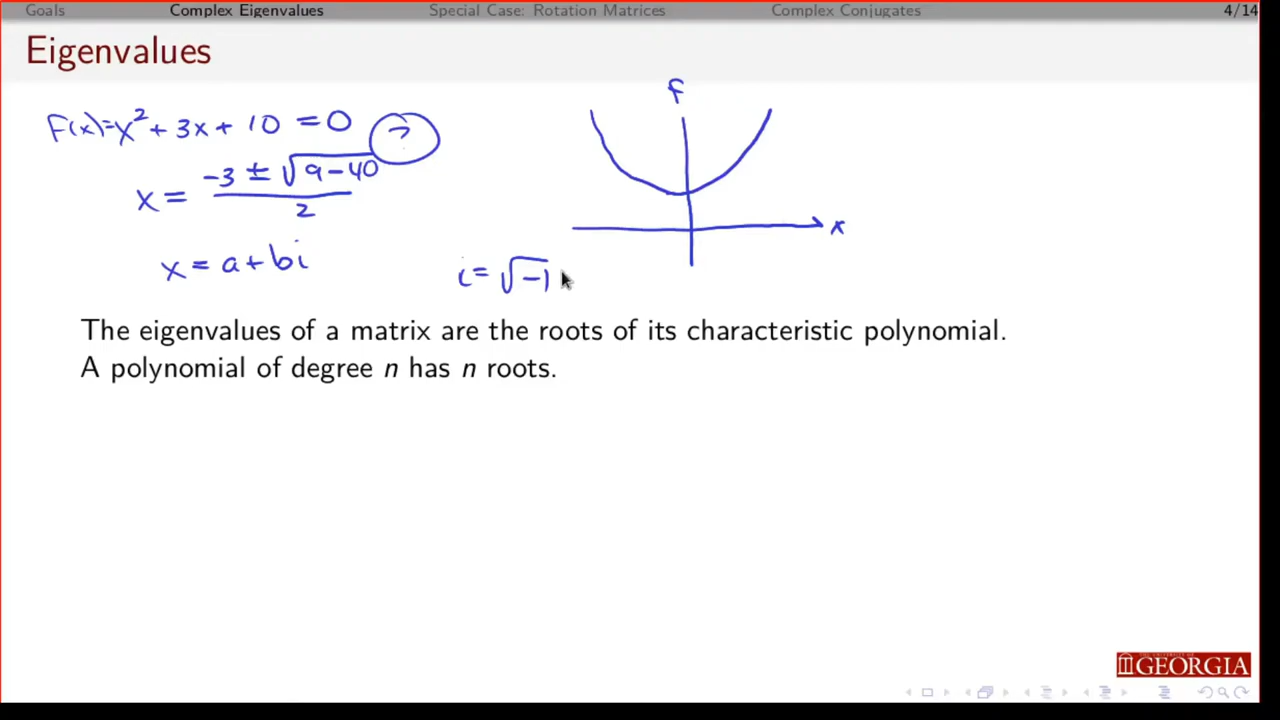 Goals Complex Eigenvalues Special Case: Rotation Matrices Complex Conjugates 4/14
Eigenvalues
f
F(x)=x² + 3x + 10 = 0 ?
x = (-3 ± √(9-40))/2
x
x = a + bi i = √-1
The eigenvalues of a matrix are the roots of its characteristic polynomial.
A polynomial of degree n has n roots.
GEORGIA